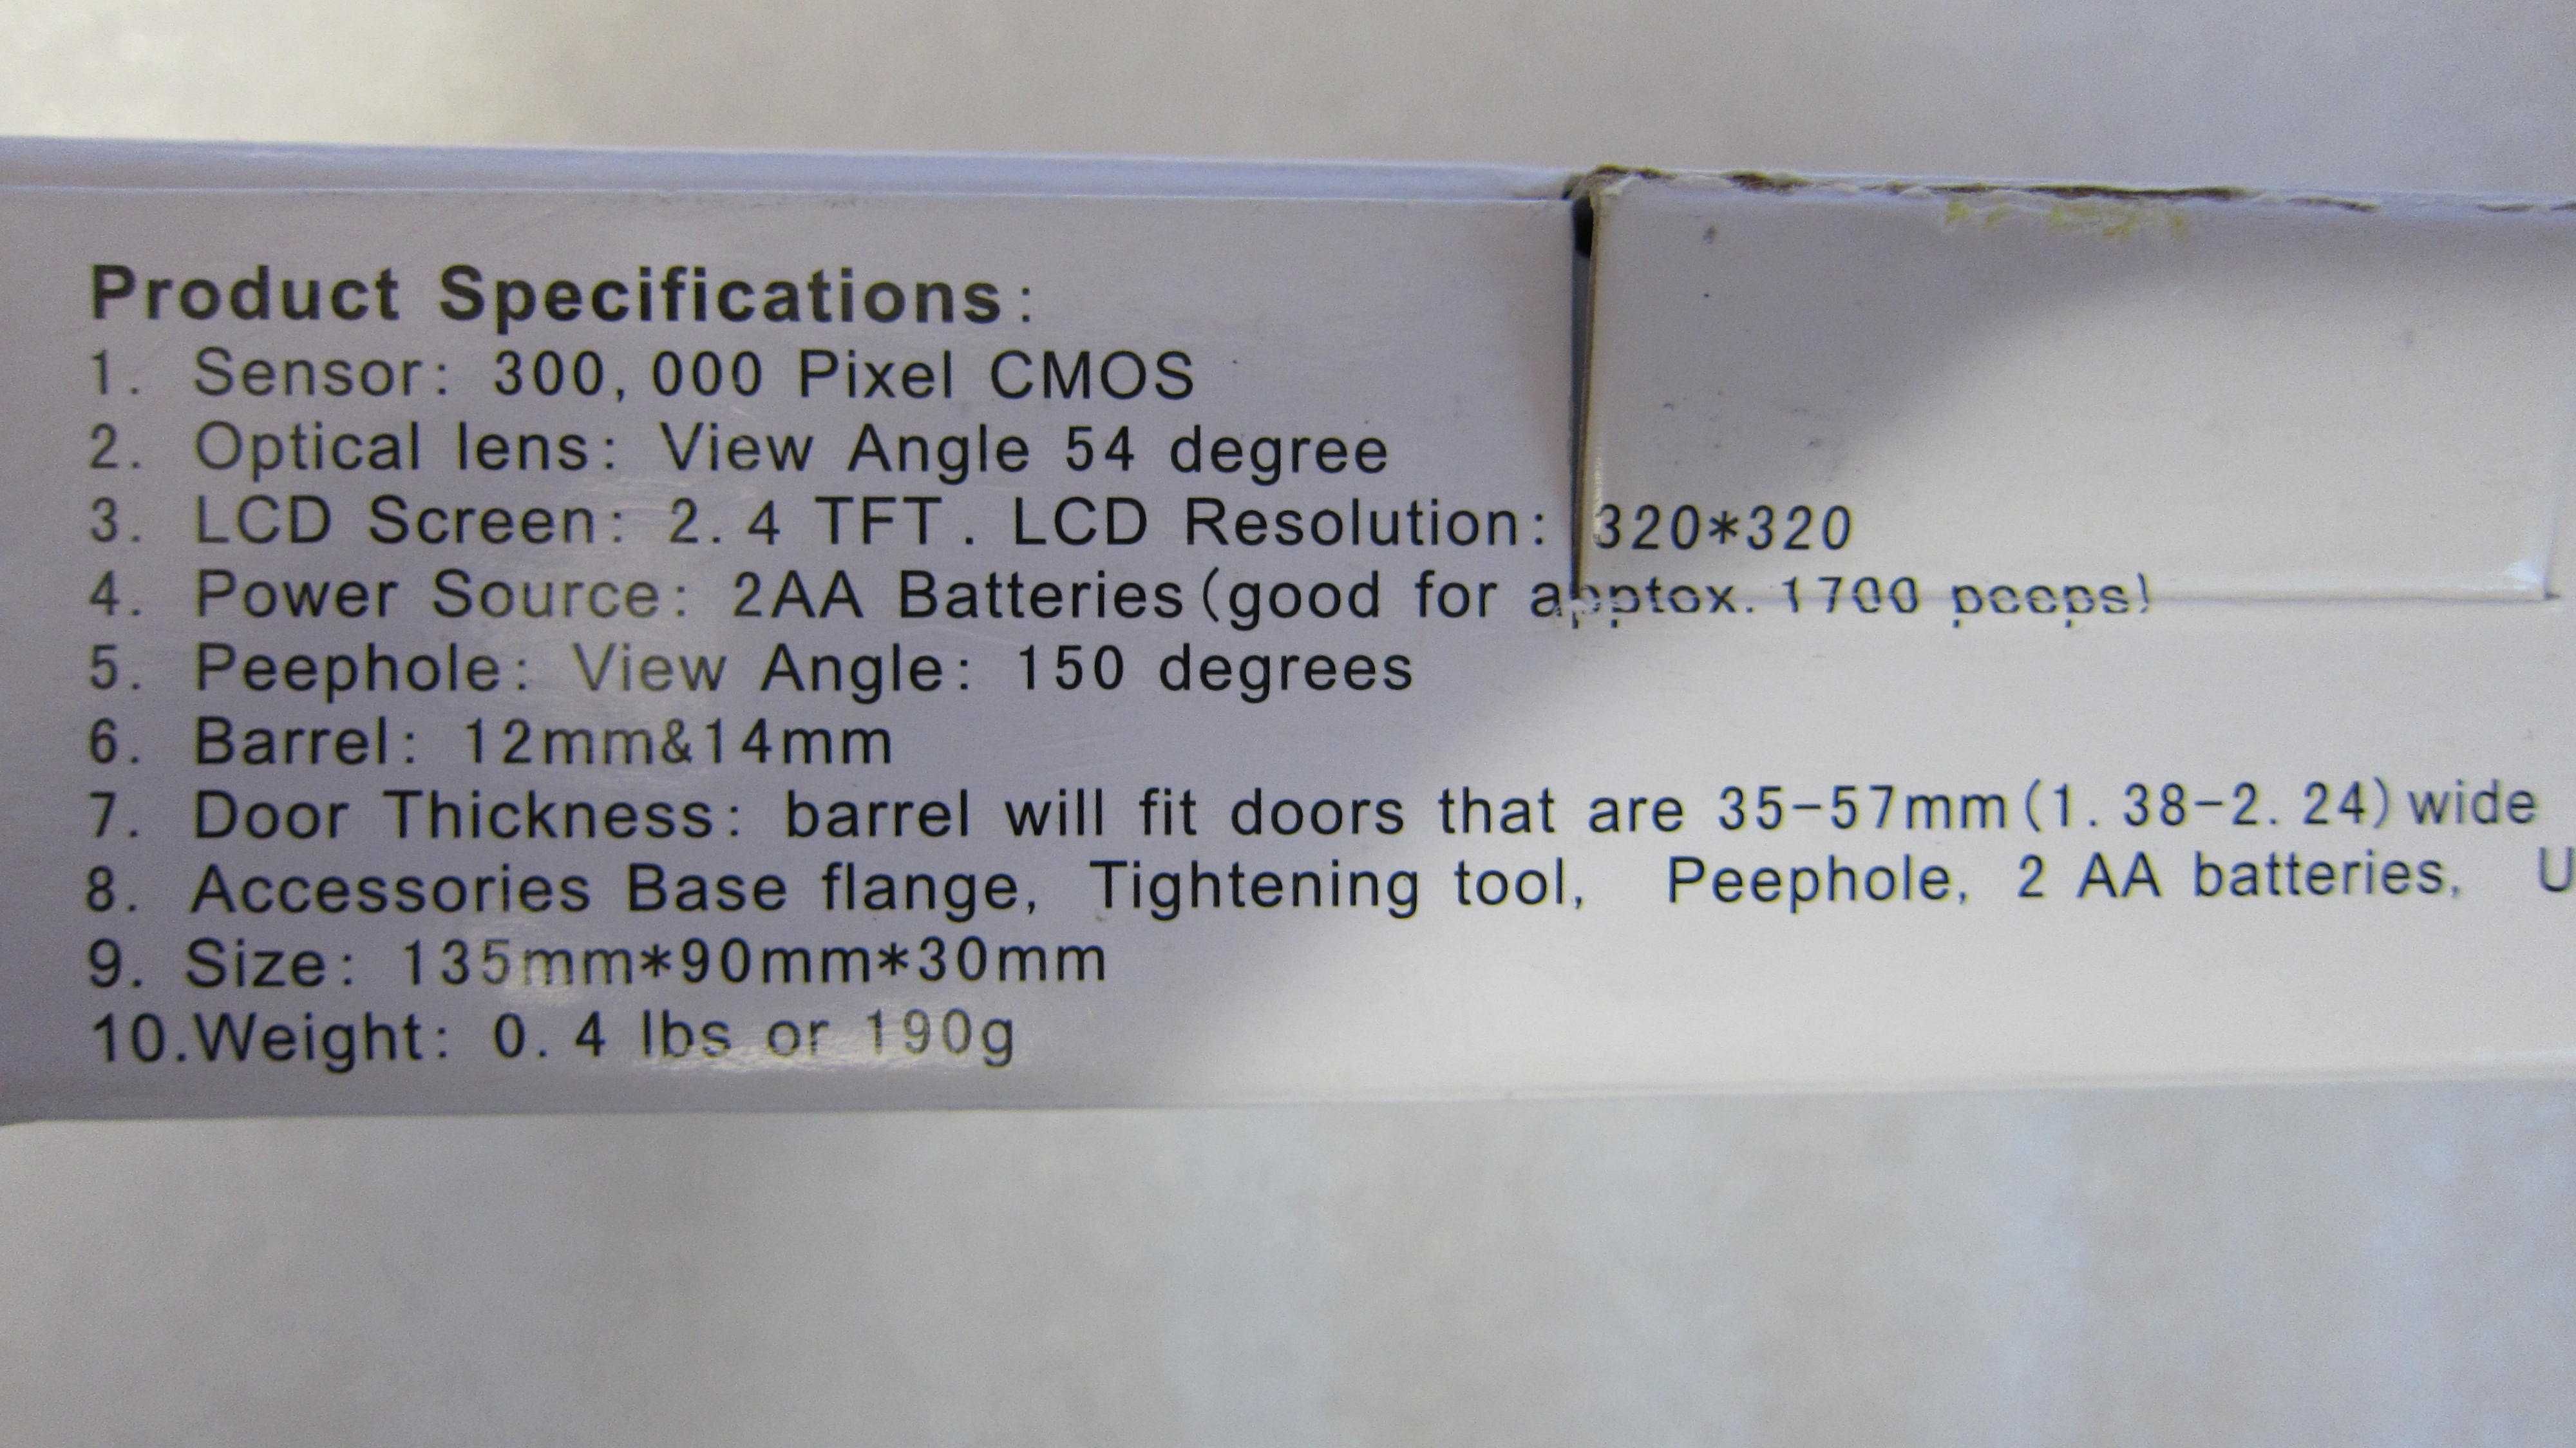 Product Specifications:
1. Sensor: 300,000 Pixel CMOS
2. Optical lens: View Angle 54 degree
3. LCD Screen: 2.4 TFT. LCD Resolution: 320*320
4. Power Source: 2AA Batteries(good for apptox. 1700 peeps)
5. Peephole: View Angle: 150 degrees
6. Barrel: 12mm&14mm
7. Door Thickness: barrel will fit doors that are 35-57mm(1.38-2.24)wide
8. Accessories Base flange, Tightening tool, Peephole, 2 AA batteries,
9. Size: 135mm*90mm*30mm
10.Weight: 0.4 lbs or 190g